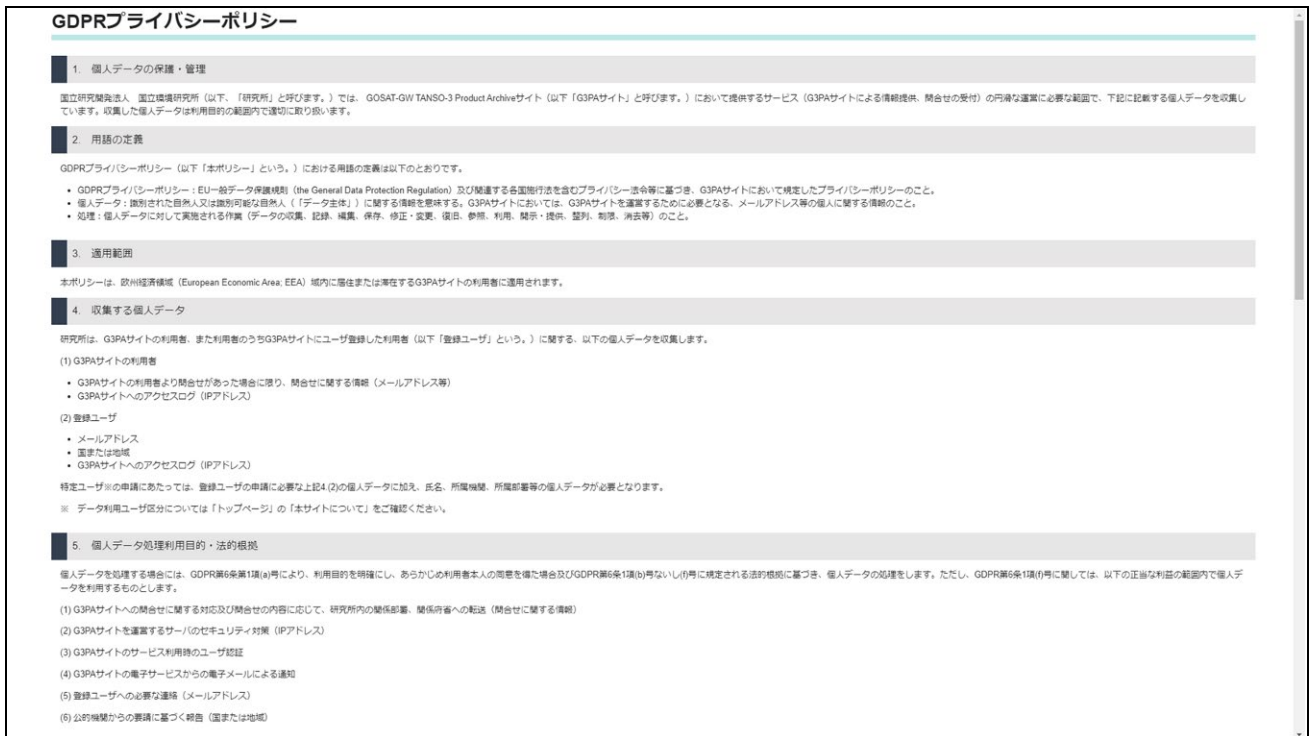 GDPRプライバシーポリシー
1. 個人データの保護・管理
国立研究開発法人 国立環境研究所（以下、「研究所」と呼びます。）では、 GOSAT-GW TANSO-3 Product Archiveサイト（以下「G3PAサイト」と呼びます。）において提供するサービス（G3PAサイトによる情報提供、問合せの受付）の円滑な運営に必要な範囲で、下記に記載する個人データを収集し
ています。収集した個人データは利用目的の範囲内で適切に取り扱います。
2. 用語の定義
GDPRプライバシーポリシー（以下「本ポリシー」という。）における用語の定義は以下のとおりです。
• GDPRプライバシーポリシー：EU一般データ保護規則（the General Data Protection Regulation）及び関連する各国施行法を含むプライバシー法令等に基づき、G3PAサイトにおいて規定したプライバシーポリシーのこと。
• 個人データ：識別された自然人又は識別可能な自然人（「データ主体」）に関する情報を意味する。G3PAサイトにおいては、G3PAサイトを運営するために必要となる、メールアドレス等の個人に関する情報のこと。
• 処理：個人データに対して実施される作業（データの収集、記録、編集、保存、修正・変更、復旧、参照、利用、開示・提供、整列、制限、消去等）のこと。
3. 適用範囲
本ポリシーは、欧州経済領域（European Economic Area; EEA）域内に居住または滞在するG3PAサイトの利用者に適用されます。
4. 収集する個人データ
研究所は、G3PAサイトの利用者、また利用者のうちG3PAサイトにユーザ登録した利用者（以下「登録ユーザ」という。）に関する、以下の個人データを収集します。
(1) G3PAサイトの利用者
• G3PAサイトの利用者より問合せがあった場合に限り、問合せに関する情報（メールアドレス等）
• G3PAサイトへのアクセスログ（IPアドレス）
(2) 登録ユーザ
• メールアドレス
• 国または地域
• G3PAサイトへのアクセスログ（IPアドレス）
特定ユーザ※の申請にあたっては、登録ユーザの申請に必要な上記4.(2)の個人データに加え、氏名、所属機関、所属部署等の個人データが必要となります。
※ データ利用ユーザ区分については「トップページ」の「本サイトについて」をご確認ください。
5. 個人データ処理利用目的・法的根拠
個人データを処理する場合には、GDPR第6条第1項(a)号により、利用目的を明確にし、あらかじめ利用者本人の同意を得た場合及びGDPR第6条1項(b)号ないし(f)号に規定される法的根拠に基づき、個人データの処理をします。ただし、GDPR第6条1項(f)号に関しては、以下の正当な利益の範囲内で個人デ
ータを利用するものとします。
(1) G3PAサイトへの問合せに関する対応及び問合せの内容に応じて、研究所内の関係部署、関係府省への転送（問合せに関する情報）
(2) G3PAサイトを運営するサーバのセキュリティ対策（IPアドレス）
(3) G3PAサイトのサービス利用時のユーザ認証
(4) G3PAサイトの電子サービスからの電子メールによる通知
(5) 登録ユーザへの必要な連絡（メールアドレス）
(6) 公的機関からの要請に基づく報告（国または地域）